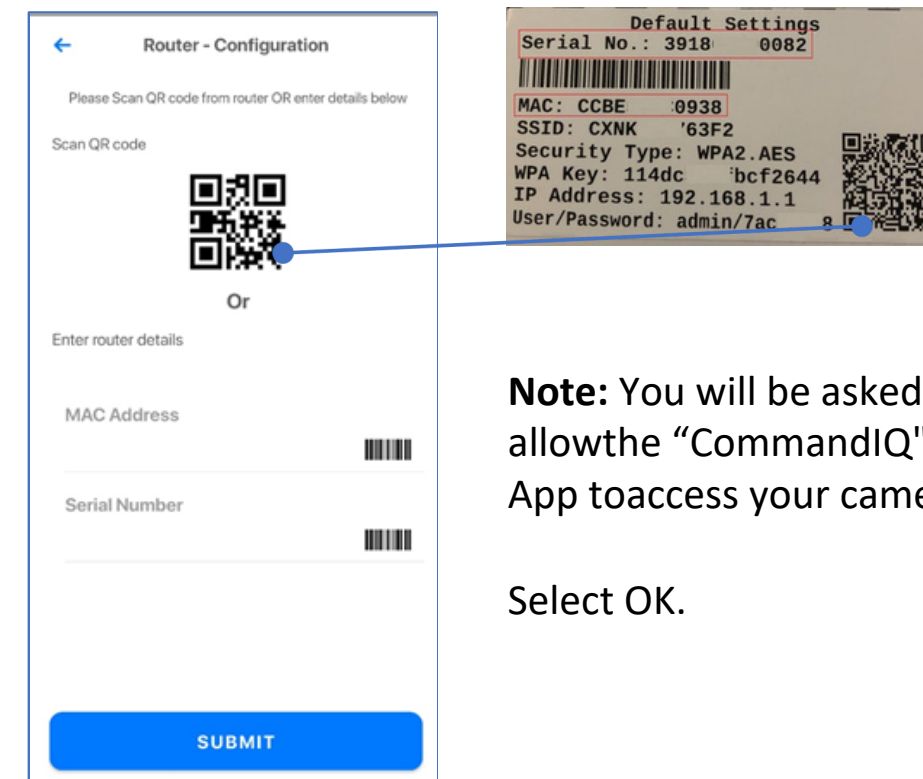 Router - Configuration
Please Scan QR code from router OR enter details below
Scan QR code
Or
Enter router details
MAC Address
Serial Number
SUBMIT
Default Settings
Serial No.: 3918 0082
MAC: CCBE 0938
SSID: CXNK 63F2
Security Type: WPA2.AES
WPA Key: 114dc bcf2644
IP Address: 192.168.1.1
User/Password: admin/7ac 8
Note: You will be asked
allowthe “CommandIQ"
App toaccess your came
Select OK.